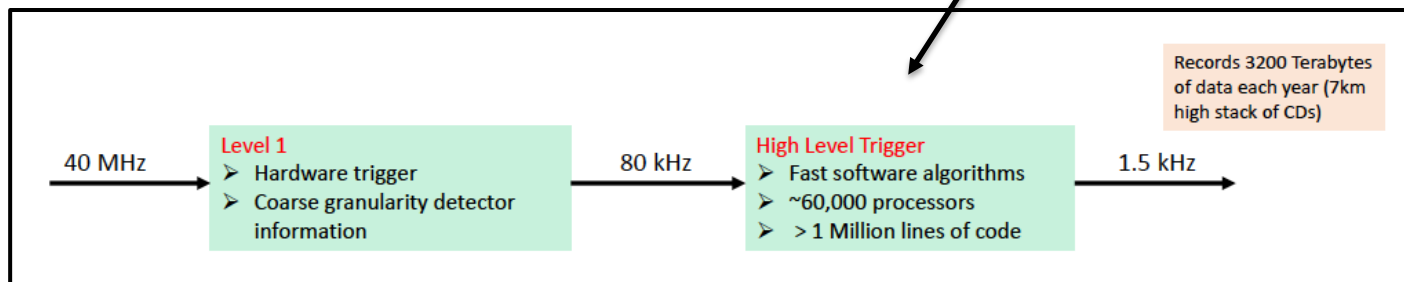 Records 3200 Terabytes
of data each year (7km
high stack of CDs)
40 MHz
Level 1
➢ Hardware trigger
➢ Coarse granularity detector
information
80 kHz
High Level Trigger
➢ Fast software algorithms
➢ ~60,000 processors
➢ > 1 Million lines of code
1.5 kHz